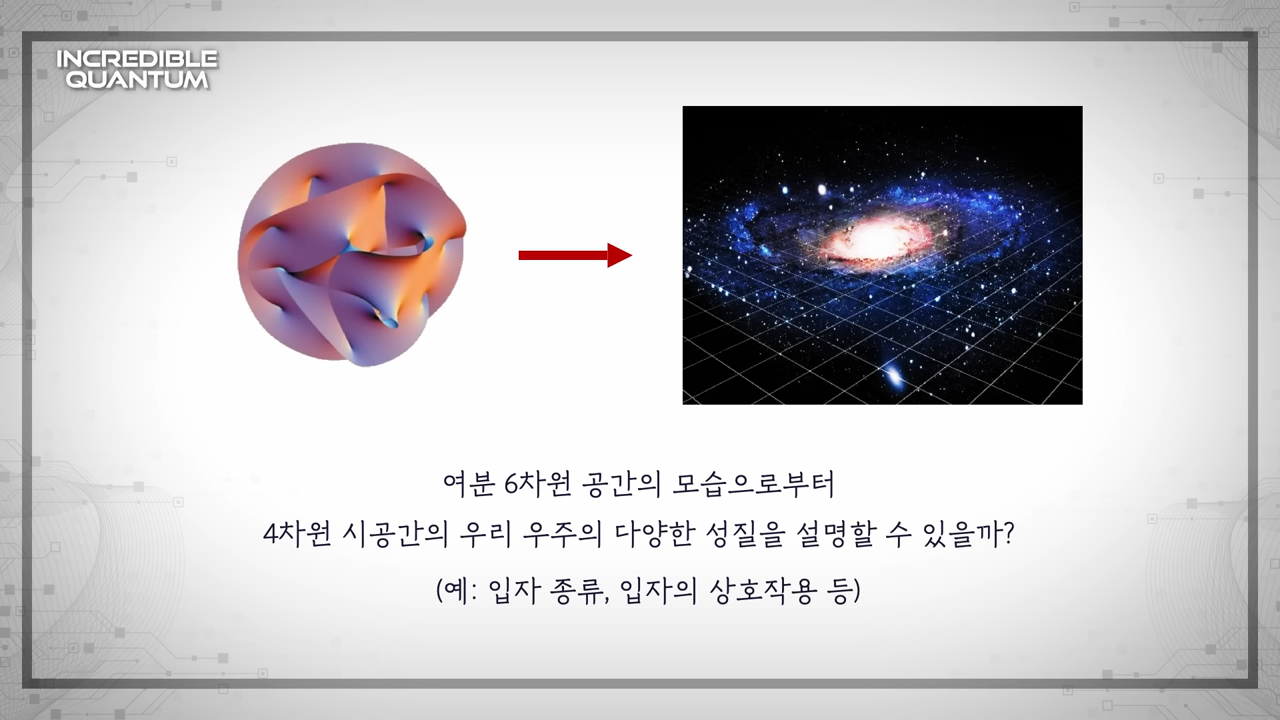 INCREDIBLE
QUANTUM
여분 6차원 공간의 모습으로부터
4차원 시공간의 우리 우주의 다양한 성질을 설명할 수 있을까?
(예: 입자 종류, 입자의 상호작용 등)